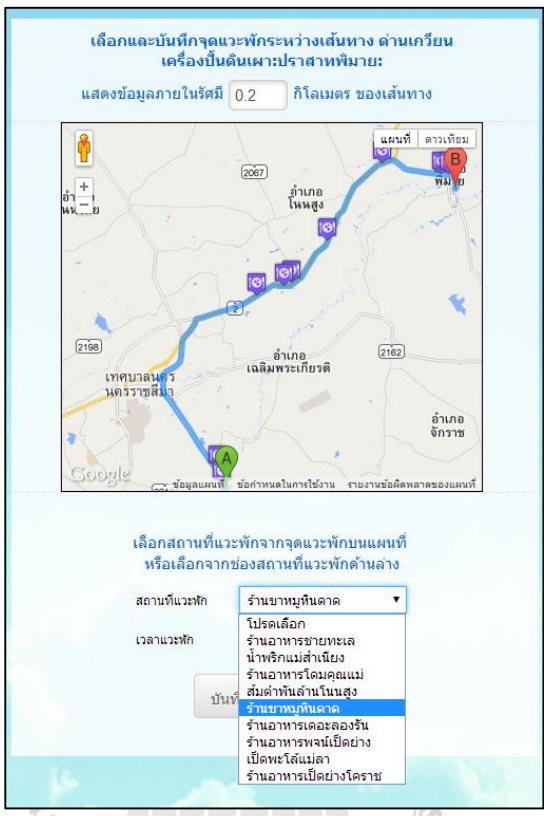 เลือกและบันทึกจุดแวะพักระหว่างเส้นทาง ด่านเกวียน
เครื่องปั้นดินเผา:ปราสาทพิมาย:
แสดงข้อมูลภายในรัศมี 0.2 กิโลเมตร ของเส้นทาง
แผนที่ ดาวเทียม
B
พิมาย
2067
อำเภอ
โนนสูง
2
2198
อำเภอ
เฉลิมพระเกียรติ
2162
เทศบาลนคร
นครราชสีมา
อำเภอ
จักราช
A
Google
ข้อมูลแผนที่ ข้อกำหนดในการใช้งาน รายงานข้อผิดพลาดของแผนที่
เลือกสถานที่แวะพักจากจุดแวะพักบนแผนที่
หรือเลือกจากช่องสถานที่แวะพักด้านล่าง
สถานที่แวะพัก ร้านขาหมูหินดาด
โปรดเลือก
เวลาแวะพัก ร้านอาหารชายทะเล
น้ำพริกแม่สำเนียง
ร้านอาหารโดมคุณแม่
ส้มตำพันล้านโนนสูง
ร้านขาหมูหินดาด
ร้านอาหารเดอะลองรัน
ร้านอาหารพจน์เป็ดย่าง
เป็ดพะโล้แม่ลา
ร้านอาหารเป็ดย่างโคราช